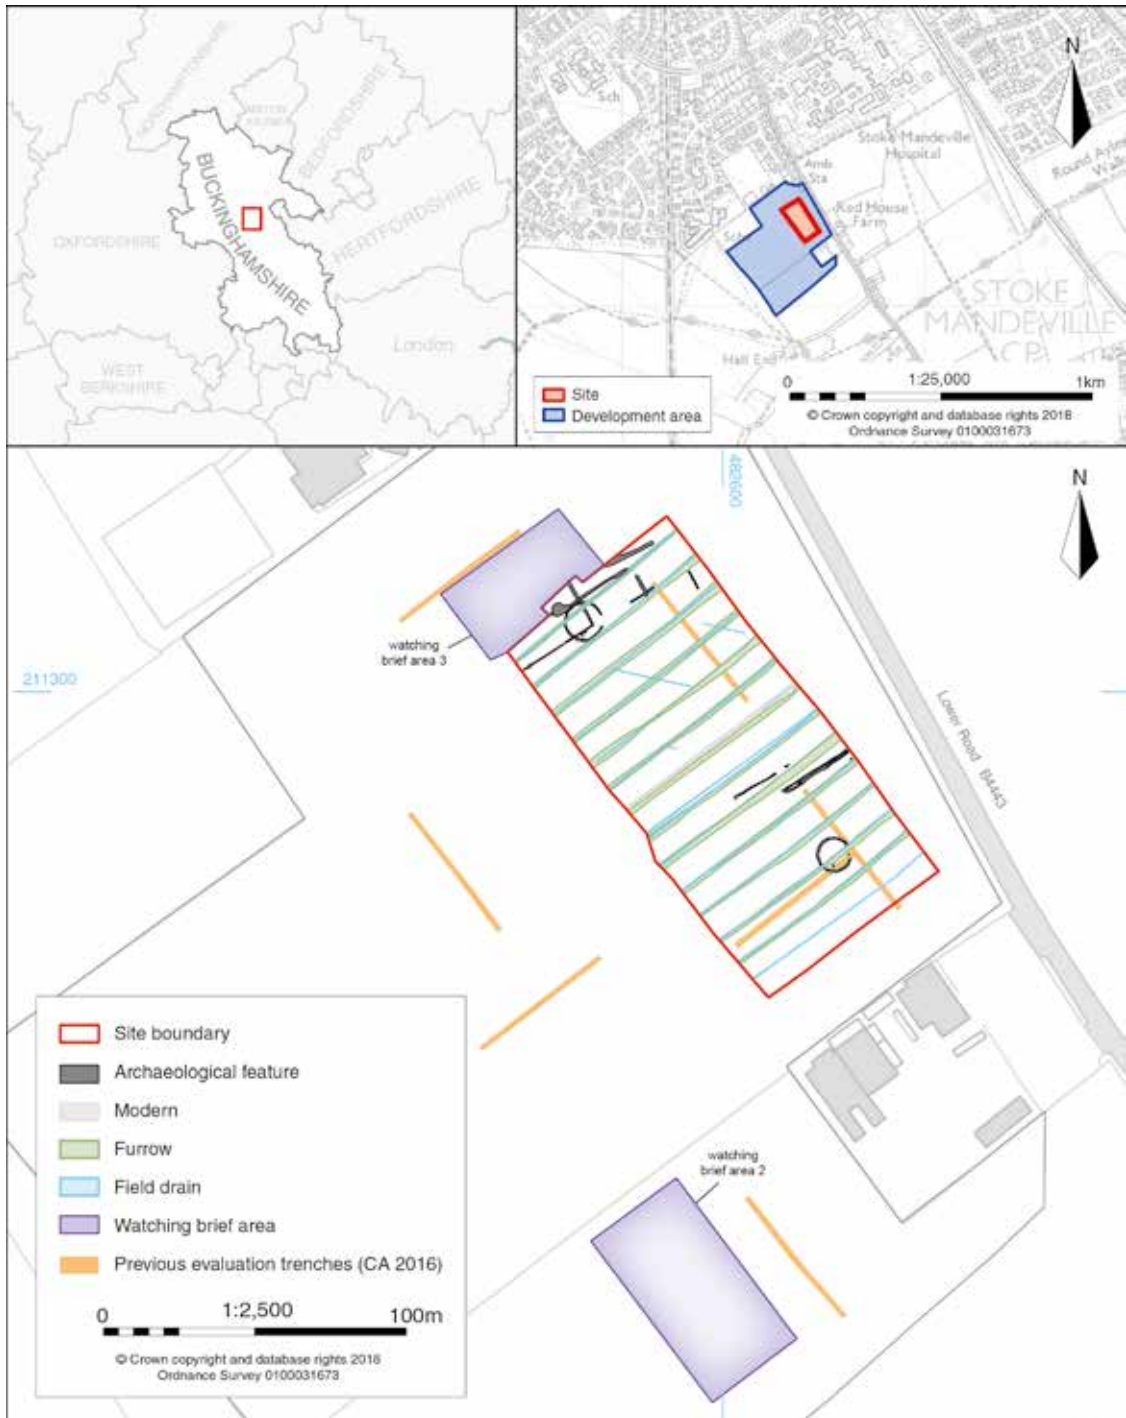 NORTHAMPTONSHIRE
MILTON
KEYNES
BEDFORDSHIRE
BUCKINGHAMSHIRE
OXFORDSHIRE
HERTFORDSHIRE
London
WEST
BERKSHIRE
N
Sch
Stoke Mandeville
Hospital
Amb
Sta
Red House
Farm
STOKE
MANDEVILLE
CP
Hall End
Site
Development area
0
1:25,000
1km
© Crown copyright and database rights 2018
Ordnance Survey 0100031673
482600
N
watching
brief area 3
211300
Lower Road B4443
Site boundary
Archaeological feature
Modern
Furrow
Field drain
Watching brief area
Previous evaluation trenches (CA 2016)
0
1:2,500
100m
© Crown copyright and database rights 2018
Ordnance Survey 0100031673
watching
brief area 2